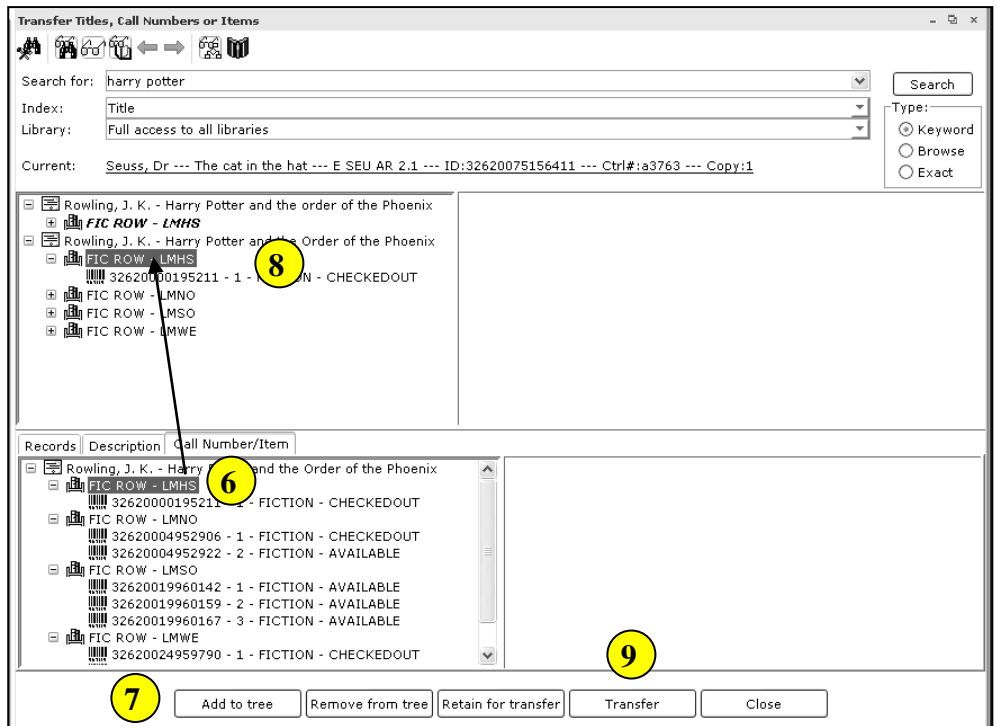 Transfer Titles, Call Numbers or Items
Search for: harry potter
Search
Index: Title
Type:
Library: Full access to all libraries
Keyword
Browse
Exact
Current: Seuss, Dr --- The cat in the hat --- E SEU AR 2.1 --- ID:32620075156411 --- Ctrl#:a3763 --- Copy:1
Rowling, J. K. - Harry Potter and the order of the Phoenix
FIC ROW - LMHS
Rowling, J. K. - Harry Potter and the Order of the Phoenix
FIC ROW - LMHS
8
32620000195211 - 1 - FICTION - CHECKEDOUT
FIC ROW - LMNO
FIC ROW - LMSO
FIC ROW - LMWE
Records Description Call Number/Item
Rowling, J. K. - Harry Potter and the Order of the Phoenix
FIC ROW - LMHS
6
32620000195211 - 1 - FICTION - CHECKEDOUT
FIC ROW - LMNO
32620004952906 - 1 - FICTION - CHECKEDOUT
32620004952922 - 2 - FICTION - AVAILABLE
FIC ROW - LMSO
32620019960142 - 1 - FICTION - AVAILABLE
32620019960159 - 2 - FICTION - AVAILABLE
32620019960167 - 3 - FICTION - AVAILABLE
FIC ROW - LMWE
32620024959790 - 1 - FICTION - CHECKEDOUT
9
7
Add to tree Remove from tree Retain for transfer Transfer Close